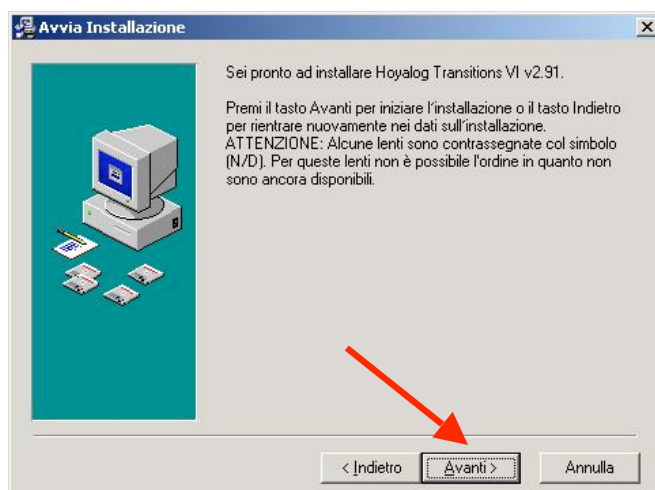 Avvia Installazione
Sei pronto ad installare Hoyalog Transitions VI v2.91.
Premi il tasto Avanti per iniziare l'installazione o il tasto Indietro
per rientrare nuovamente nei dati sull'installazione.
ATTENZIONE: Alcune lenti sono contrassegnate col simbolo
(N/D). Per queste lenti non è possibile l'ordine in quanto non
sono ancora disponibili.
< Indietro
Avanti >
Annulla